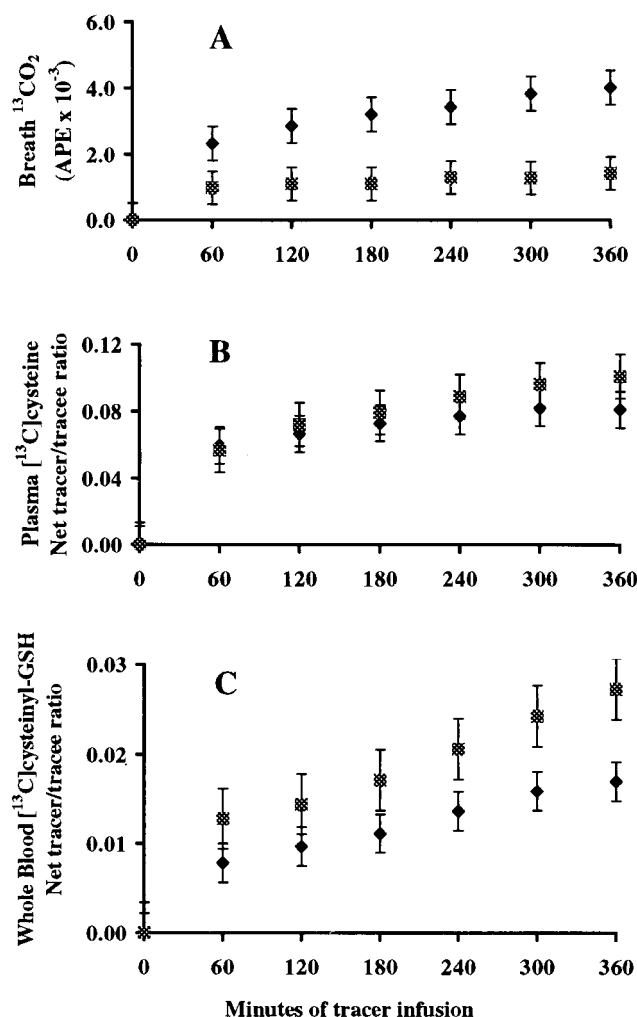 A
Breath ¹³CO₂
(APE x 10⁻³)
6.0
4.0
2.0
0.0
0 60 120 180 240 300 360
B
Plasma [¹³C]cysteine
Net tracer/tracee ratio
0.12
0.08
0.04
0.00
0 60 120 180 240 300 360
C
Whole Blood [¹³C]cysteinyl-GSH
Net tracer/tracee ratio
0.03
0.02
0.01
0.00
0 60 120 180 240 300 360
Minutes of tracer infusion